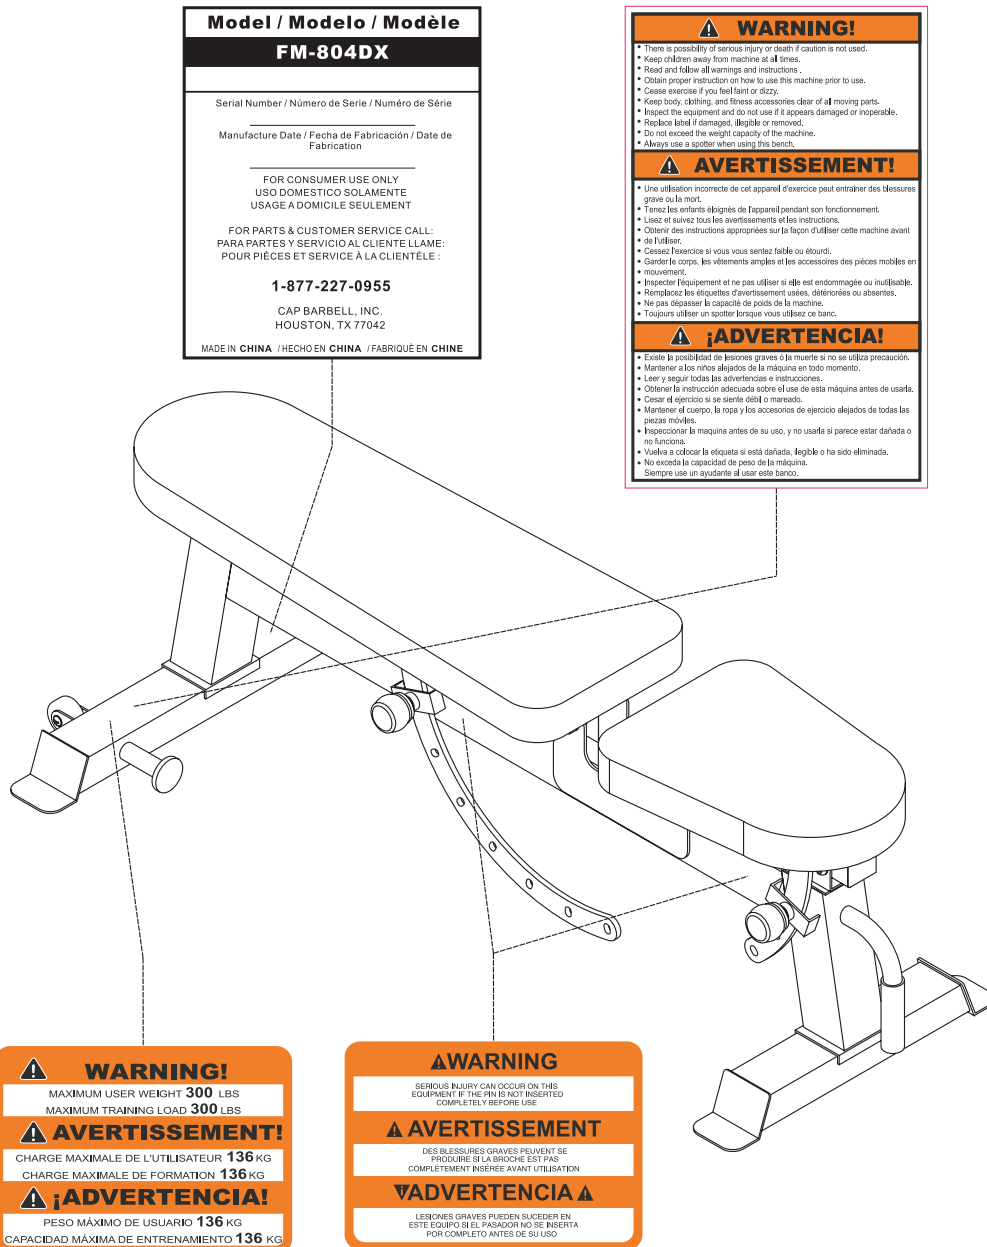 Model / Modelo / Modèle
FM-804DX
Serial Number / Número de Serie / Numéro de Série
Manufacture Date / Fecha de Fabricación / Date de
Fabrication
FOR CONSUMER USE ONLY
USO DOMESTICO SOLAMENTE
USAGE A DOMICILE SEULEMENT
FOR PARTS & CUSTOMER SERVICE CALL:
PARA PARTES Y SERVICIO AL CLIENTE LLAME:
POUR PIÈCES ET SERVICE À LA CLIENTÈLE :
1-877-227-0955
CAP BARBELL, INC.
HOUSTON, TX 77042
MADE IN CHINA / HECHO EN CHINA / FABRIQUÉ EN CHINE
WARNING!
• There is possibility of serious injury or death if caution is not used.
• Keep children away from machine at all times.
• Read and follow all warnings and instructions .
• Obtain proper instruction on how to use this machine prior to use.
• Cease exercise if you feel faint or dizzy.
• Keep body, clothing, and fitness accessories clear of all moving parts.
• Inspect the equipment and do not use if it appears damaged or inoperable.
• Replace label if damaged, illegible or removed.
• Do not exceed the weight capacity of the machine.
• Always use a spotter when using this bench.
AVERTISSEMENT!
• Une utilisation incorrecte de cet appareil d'exercice peut entraîner des blessures
grave ou la mort.
• Tenez les enfants éloignés de l'appareil pendant son fonctionnement.
• Lisez et suivez tous les avertissements et les instructions.
• Obtenir des instructions appropriées sur la façon d'utiliser cette machine avant
• de l'utiliser.
• Cessez l'exercice si vous vous sentez faible ou étourdi.
• Garder le corps, les vêtements amples et les accessoires des pièces mobiles en
• mouvement.
• Inspecter l'équipement et ne pas utiliser si elle est endommagée ou inutilisable.
• Remplacez les étiquettes d'avertissement usées, détériorées ou absentes.
• Ne pas dépasser la capacité de poids de la machine.
• Toujours utiliser un spotter lorsque vous utilisez ce banc.
¡ADVERTENCIA!
• Existe la posibilidad de lesiones graves ó la muerte si no se utiliza precaución.
• Mantener a los niños alejados de la máquina en todo momento.
• Leer y seguir todas las advertencias e instrucciones.
• Obtener la instrucción adecuada sobre el use de esta máquina antes de usarla.
• Cesar el ejercicio si se siente débil o mareado.
• Mantener el cuerpo, la ropa y los accesorios de ejercicio alejados de todas las
piezas móviles.
• Inspeccionar la maquina antes de su uso, y no usarla si parece estar dañada o
no funciona.
• Vuelva a colocar la etiqueta si está dañada, ilegible o ha sido eliminada.
• No exceda la capacidad de peso de la máquina.
Siempre use un ayudante al usar este banco.
WARNING!
MAXIMUM USER WEIGHT 300 LBS
MAXIMUM TRAINING LOAD 300 LBS
AVERTISSEMENT!
CHARGE MAXIMALE DE L'UTILISATEUR 136 KG
CHARGE MAXIMALE DE FORMATION 136 KG
¡ADVERTENCIA!
PESO MÁXIMO DE USUARIO 136 KG
CAPACIDAD MÁXIMA DE ENTRENAMIENTO 136 KG
WARNING
SERIOUS INJURY CAN OCCUR ON THIS
EQUIPMENT IF THE PIN IS NOT INSERTED
COMPLETELY BEFORE USE
AVERTISSEMENT
DES BLESSURES GRAVES PEUVENT SE
PRODUIRE SI LA BROCHE EST PAS
COMPLÈTEMENT INSÉRÉE AVANT UTILISATION
ADVERTENCIA
LESIONES GRAVES PUEDEN SUCEDER EN
ESTE EQUIPO SI EL PASADOR NO SE INSERTA
POR COMPLETO ANTES DE SU USO